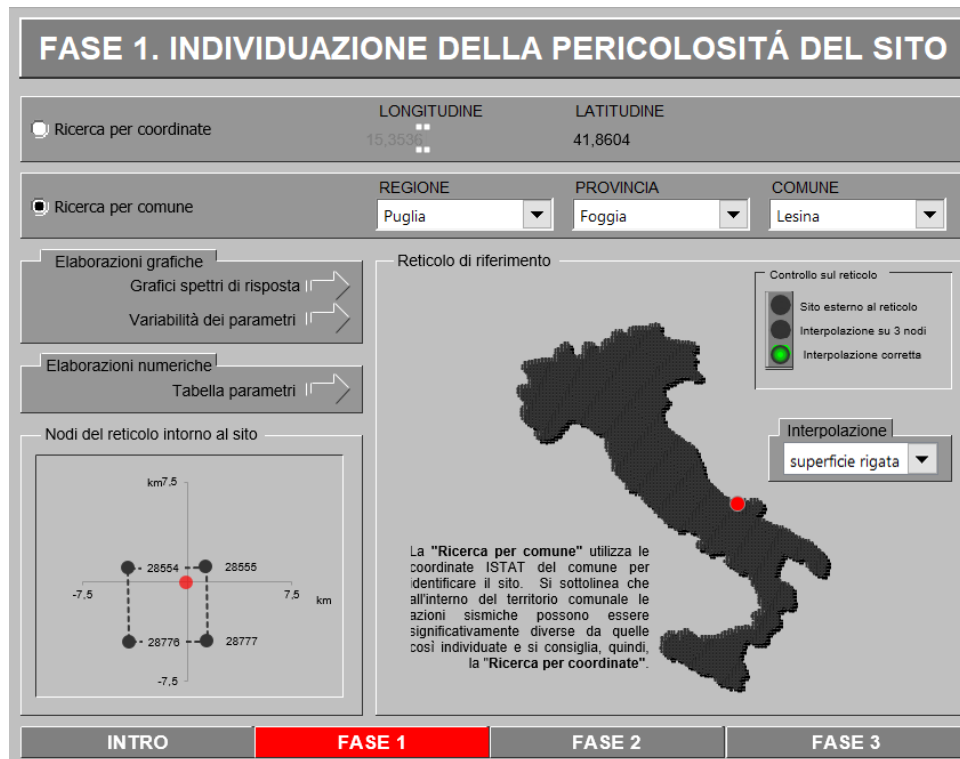 FASE 1. INDIVIDUAZIONE DELLA PERICOLOSITÁ DEL SITO
LONGITUDINE LATITUDINE
Ricerca per coordinate
15,3536 41,8604
REGIONE PROVINCIA COMUNE
Ricerca per comune
Puglia Foggia Lesina
Elaborazioni grafiche
Grafici spettri di risposta
Variabilità dei parametri
Elaborazioni numeriche
Tabella parametri
Nodi del reticolo intorno al sito
km 7,5
28554 28555
-7,5 7,5 km
28776 28777
-7,5
Reticolo di riferimento
Controllo sul reticolo
Sito esterno al reticolo
Interpolazione su 3 nodi
Interpolazione corretta
Interpolazione
superficie rigata
La "Ricerca per comune" utilizza le
coordinate ISTAT del comune per
identificare il sito. Si sottolinea che
all'interno del territorio comunale le
azioni sismiche possono essere
significativamente diverse da quelle
così individuate e si consiglia, quindi,
la "Ricerca per coordinate".
INTRO FASE 1 FASE 2 FASE 3